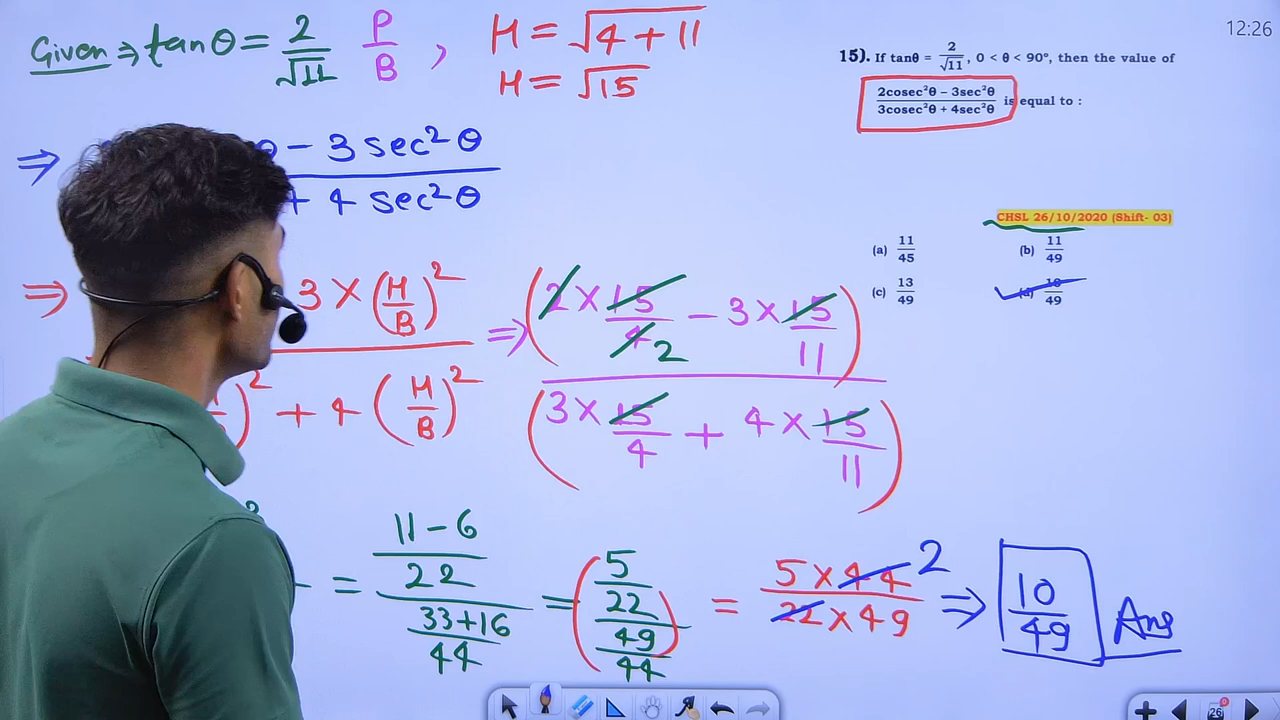 12:26
Given ⇒ tanθ = 2/√11 P/B , H = √4 + 11
H = √15
⇒ θ − 3 sec²θ
+ 4 sec²θ
⇒ 3 × (H/B)²
)² + 4 (H/B)²
⇒ (2 × 15/4 2 − 3 × 15/11)
(3 × 15/4 + 4 × 15/11)
= 11 − 6/22
33+16/44
= (5/22
49/44)
= 5 × 44 2/22 × 49 ⇒ 10/49 Ans
15). If tanθ = 2/√11, 0 < θ < 90°, then the value of
2cosec²θ − 3sec²θ
3cosec²θ + 4sec²θ is equal to :
CHSL 26/10/2020 (Shift- 03)
(a) 11/45 (b) 11/49
(c) 13/49 (d) 10/49
26